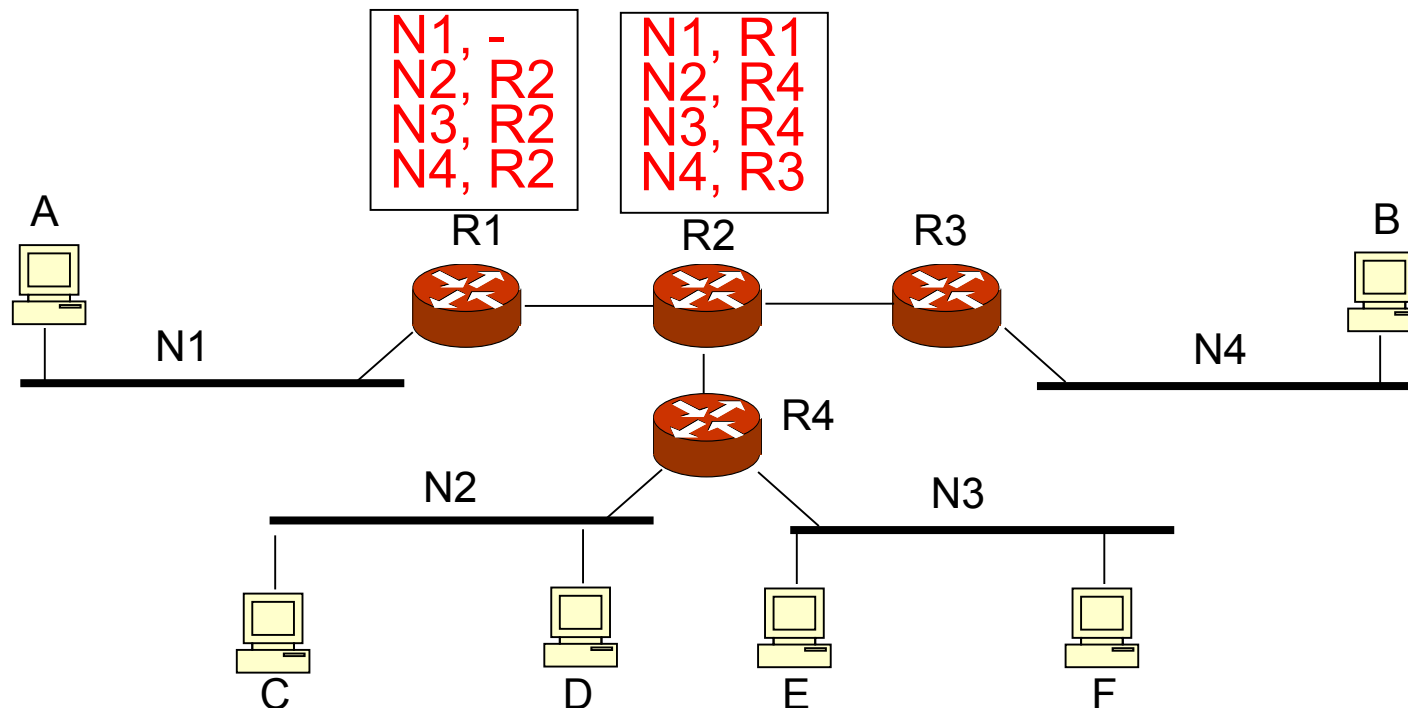 N1, -
N2, R2
N3, R2
N4, R2
N1, R1
N2, R4
N3, R4
N4, R3
A
R1
R2
R3
B
N1
N4
R4
N2
N3
C
D
E
F